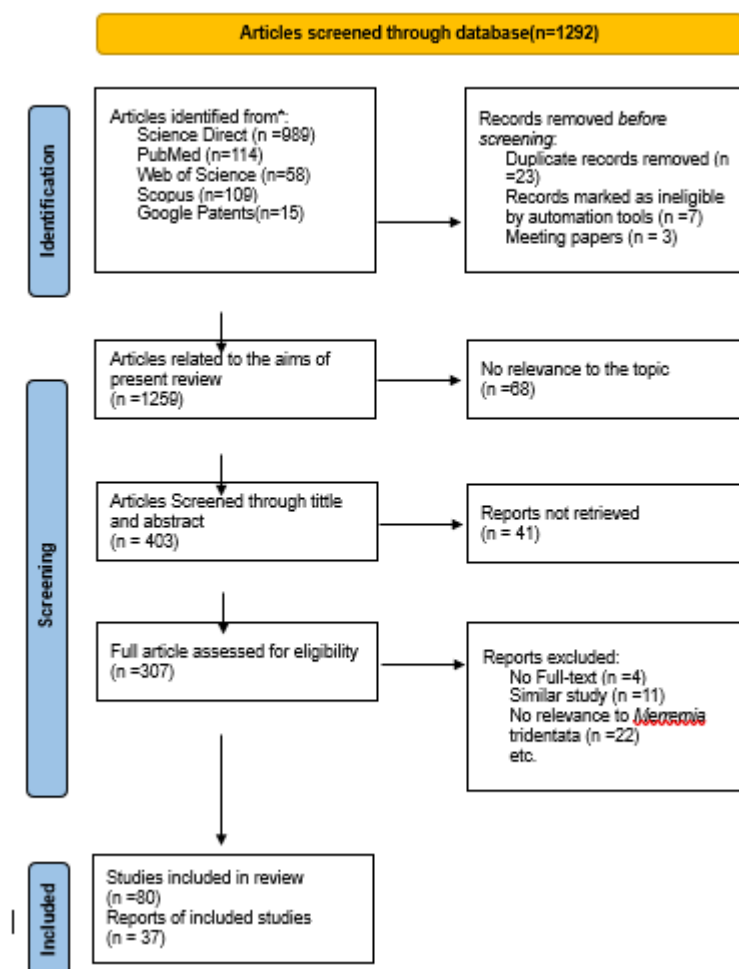 Articles screened through database(n=1292)
Identification
Articles identified from*:
Science Direct (n =989)
PubMed (n=114)
Web of Science (n=58)
Scopus (n=109)
Google Patents(n=15)
Records removed before
screening:
Duplicate records removed (n
=23)
Records marked as ineligible
by automation tools (n =7)
Meeting papers (n = 3)
Screening
Articles related to the aims of
present review
(n =1259)
No relevance to the topic
(n =68)
Articles Screened through tittle
and abstract
(n = 403)
Reports not retrieved
(n = 41)
Full article assessed for eligibility
(n =307)
Reports excluded:
No Full-text (n =4)
Similar study (n =11)
No relevance to Merremia
tridentata (n =22)
etc.
Included
Studies included in review
(n =80)
Reports of included studies
(n = 37)